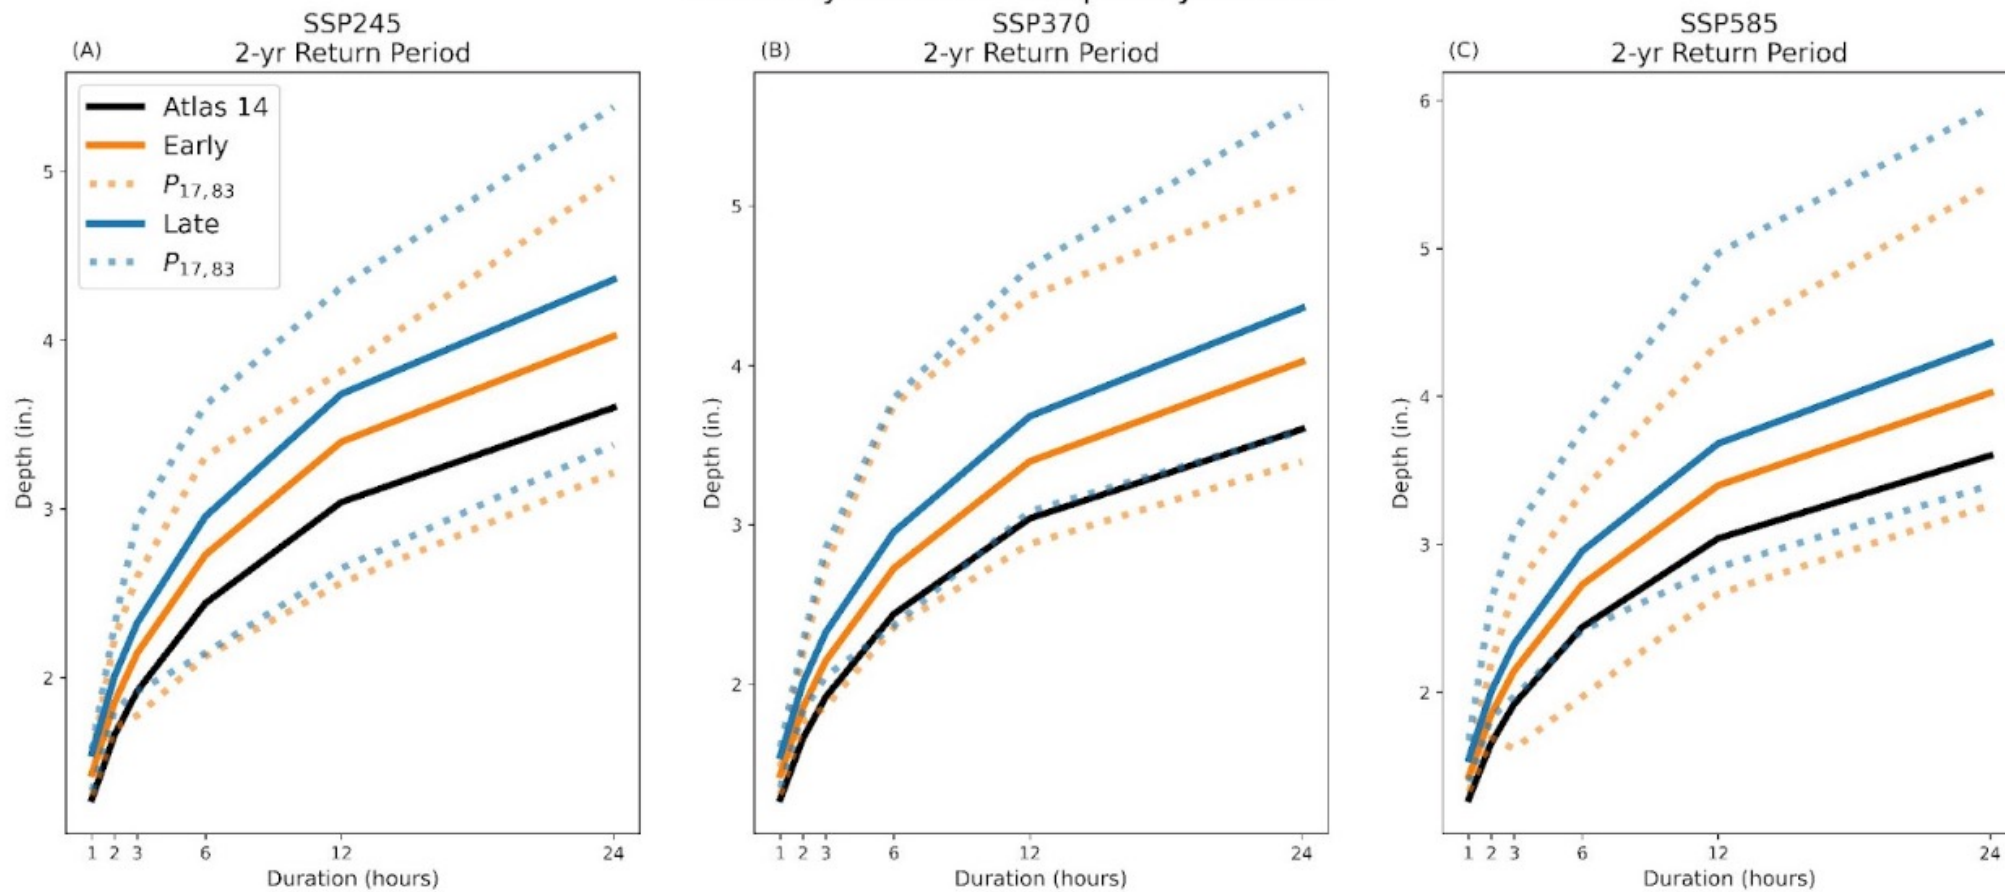 SSP245
(A) 2-yr Return Period
Atlas 14
Early
P17,83
Late
P17,83
5
4
3
2
Depth (in.)
1 2 3 6 12 24
Duration (hours)
SSP370
(B) 2-yr Return Period
5
4
3
2
Depth (in.)
1 2 3 6 12 24
Duration (hours)
SSP585
(C) 2-yr Return Period
6
5
4
3
2
Depth (in.)
1 2 3 6 12 24
Duration (hours)